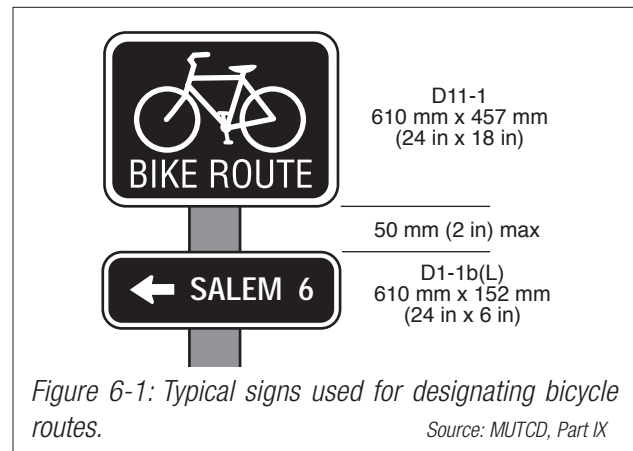 BIKE ROUTE
D11-1
610 mm x 457 mm
(24 in x 18 in)
50 mm (2 in) max
SALEM 6
D1-1b(L)
610 mm x 152 mm
(24 in x 6 in)
Figure 6-1: Typical signs used for designating bicycle
routes. Source: MUTCD, Part IX